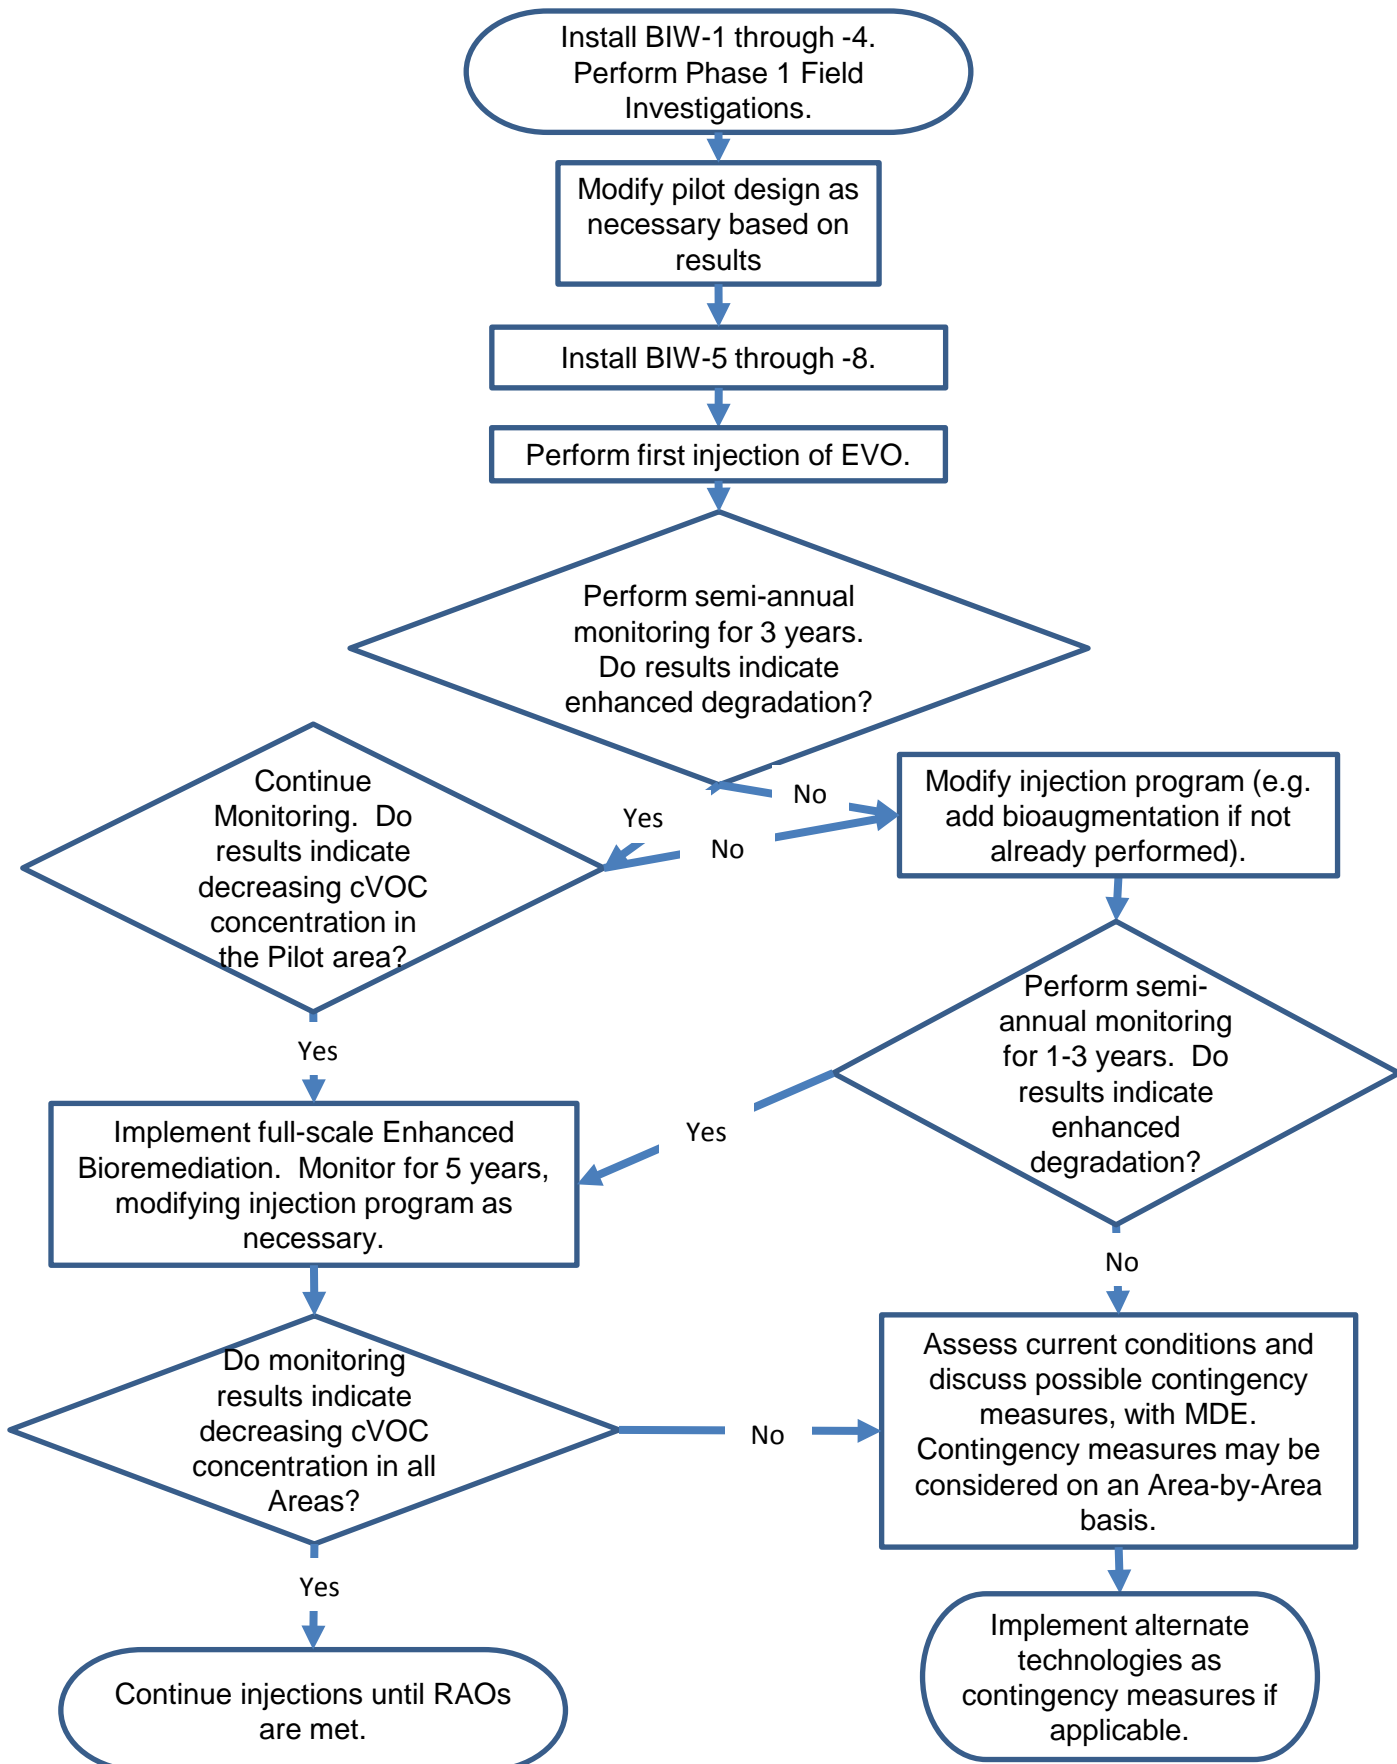 Install BIW-1 through -4.
Perform Phase 1 Field
Investigations.
Modify pilot design as
necessary based on
results
Install BIW-5 through -8.
Perform first injection of EVO.
Perform semi-annual
monitoring for 3 years.
Do results indicate
enhanced degradation?
No
Yes
No
Continue
Monitoring.  Do
results indicate
decreasing cVOC
concentration in
the Pilot area?
Modify injection program (e.g.
add bioaugmentation if not
already performed).
Yes
Perform semi-
annual monitoring
for 1-3 years.  Do
results indicate
enhanced
degradation?
Yes
No
Implement full-scale Enhanced
Bioremediation.  Monitor for 5 years,
modifying injection program as
necessary.
Do monitoring
results indicate
decreasing cVOC
concentration in all
Areas?
No
Assess current conditions and
discuss possible contingency
measures, with MDE.
Contingency measures may be
considered on an Area-by-Area
basis.
Yes
Continue injections until RAOs
are met.
Implement alternate
technologies as
contingency measures if
applicable.